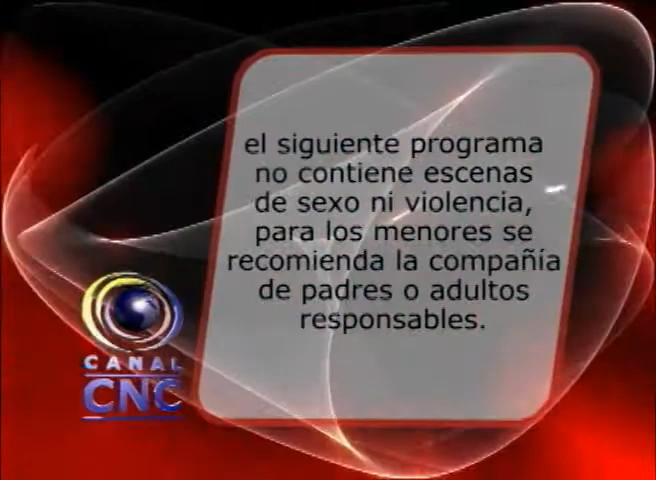 el siguiente programa
no contiene escenas
de sexo ni violencia,
para los menores se
recomienda la compañía
de padres o adultos
responsables.
CANAL
CNC